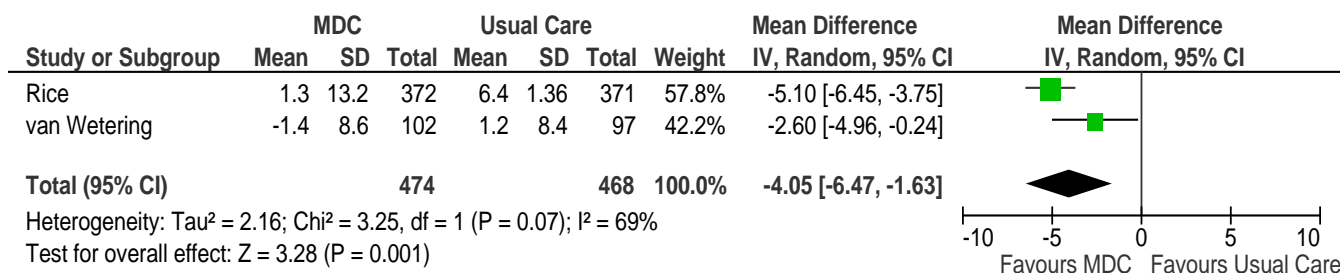 MDC Usual Care Mean Difference Mean Difference
Study or Subgroup Mean SD Total Mean SD Total Weight IV, Random, 95% CI IV, Random, 95% CI
Rice 1.3 13.2 372 6.4 1.36 371 57.8% -5.10 [-6.45, -3.75]
van Wetering -1.4 8.6 102 1.2 8.4 97 42.2% -2.60 [-4.96, -0.24]
Total (95% CI) 474 468 100.0% -4.05 [-6.47, -1.63]
Heterogeneity: Tau² = 2.16; Chi² = 3.25, df = 1 (P = 0.07); I² = 69%
Test for overall effect: Z = 3.28 (P = 0.001)
-10 -5 0 5 10
Favours MDC Favours Usual Care